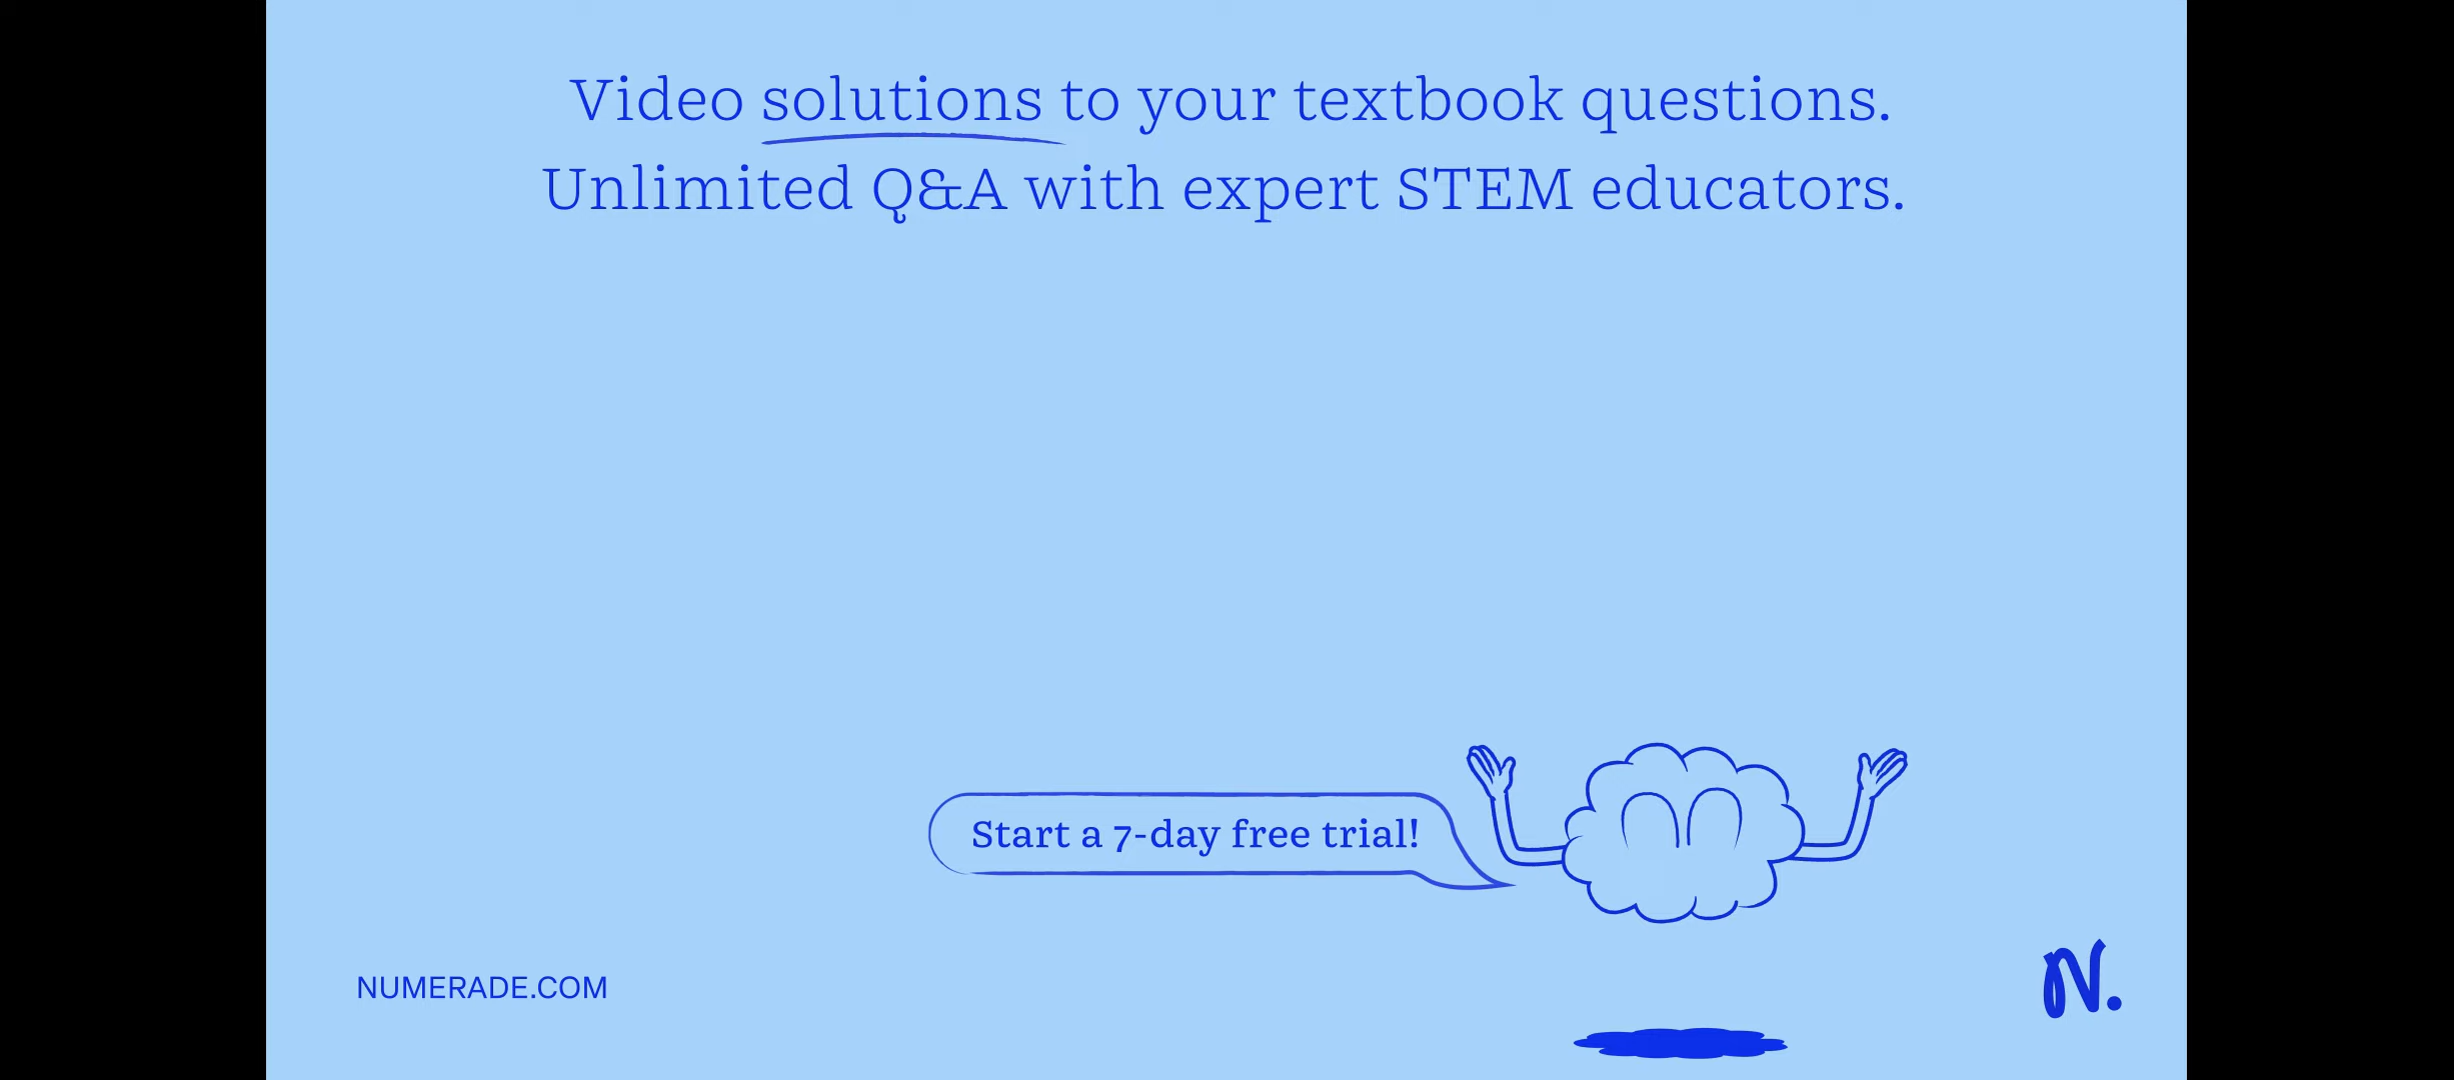 Video solutions to your textbook questions.
Unlimited Q&A with expert STEM educators.
Start a 7-day free trial!
NUMERADE.COM
N.